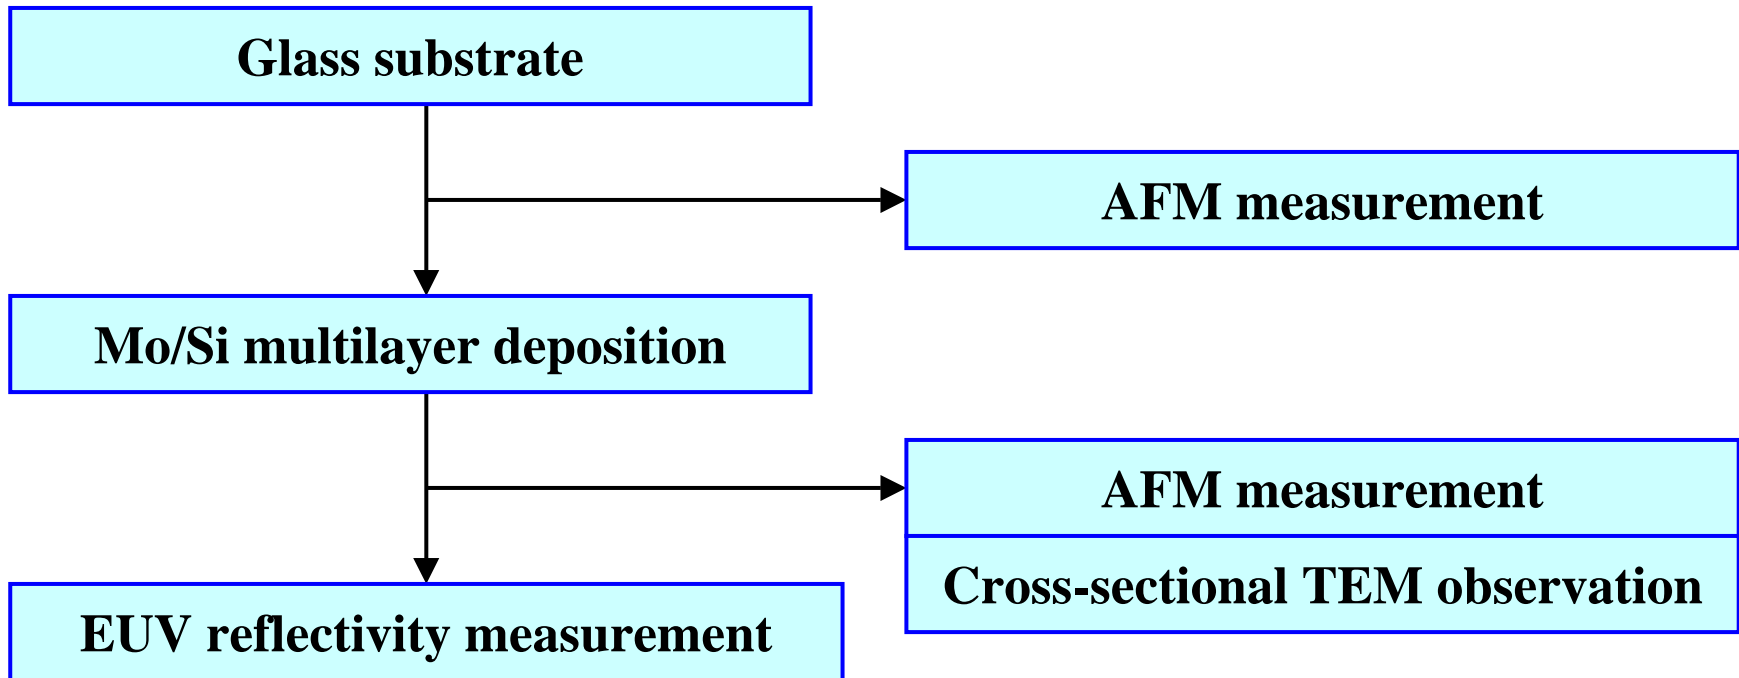 Glass substrate
AFM measurement
Mo/Si multilayer deposition
AFM measurement
Cross-sectional TEM observation
EUV reflectivity measurement